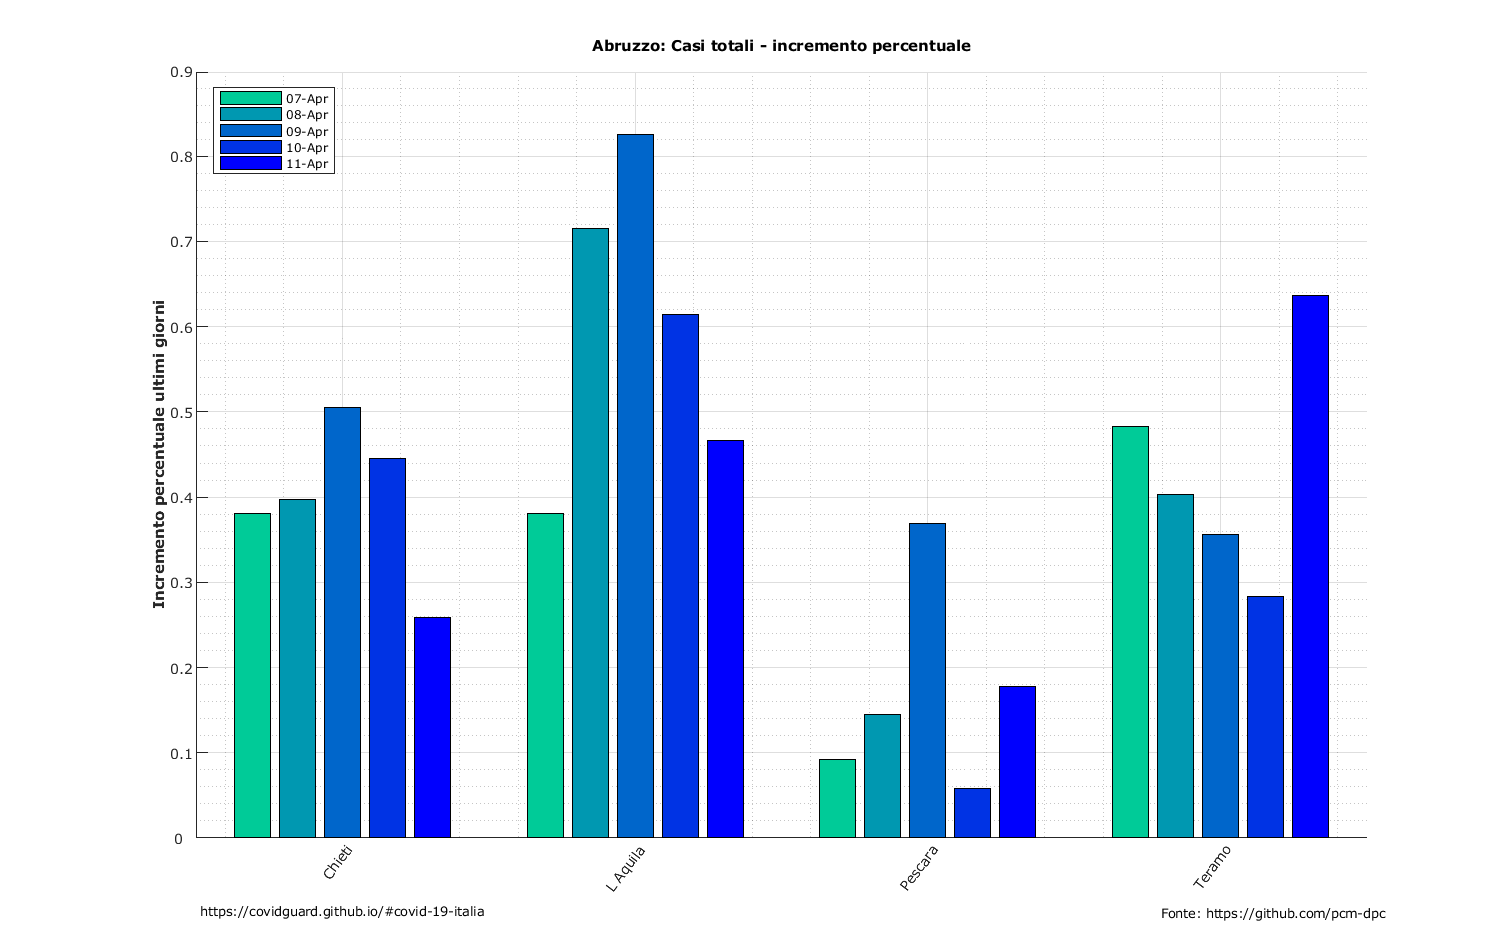 Abruzzo: Casi totali - incremento percentuale
0.9
0.8
0.7
0.6
0.5
0.4
0.3
0.2
0.1
0
Incremento percentuale ultimi giorni
07-Apr
08-Apr
09-Apr
10-Apr
11-Apr
Chieti
L Aquila
Pescara
Teramo
https://covidguard.github.io/#covid-19-italia
Fonte: https://github.com/pcm-dpc